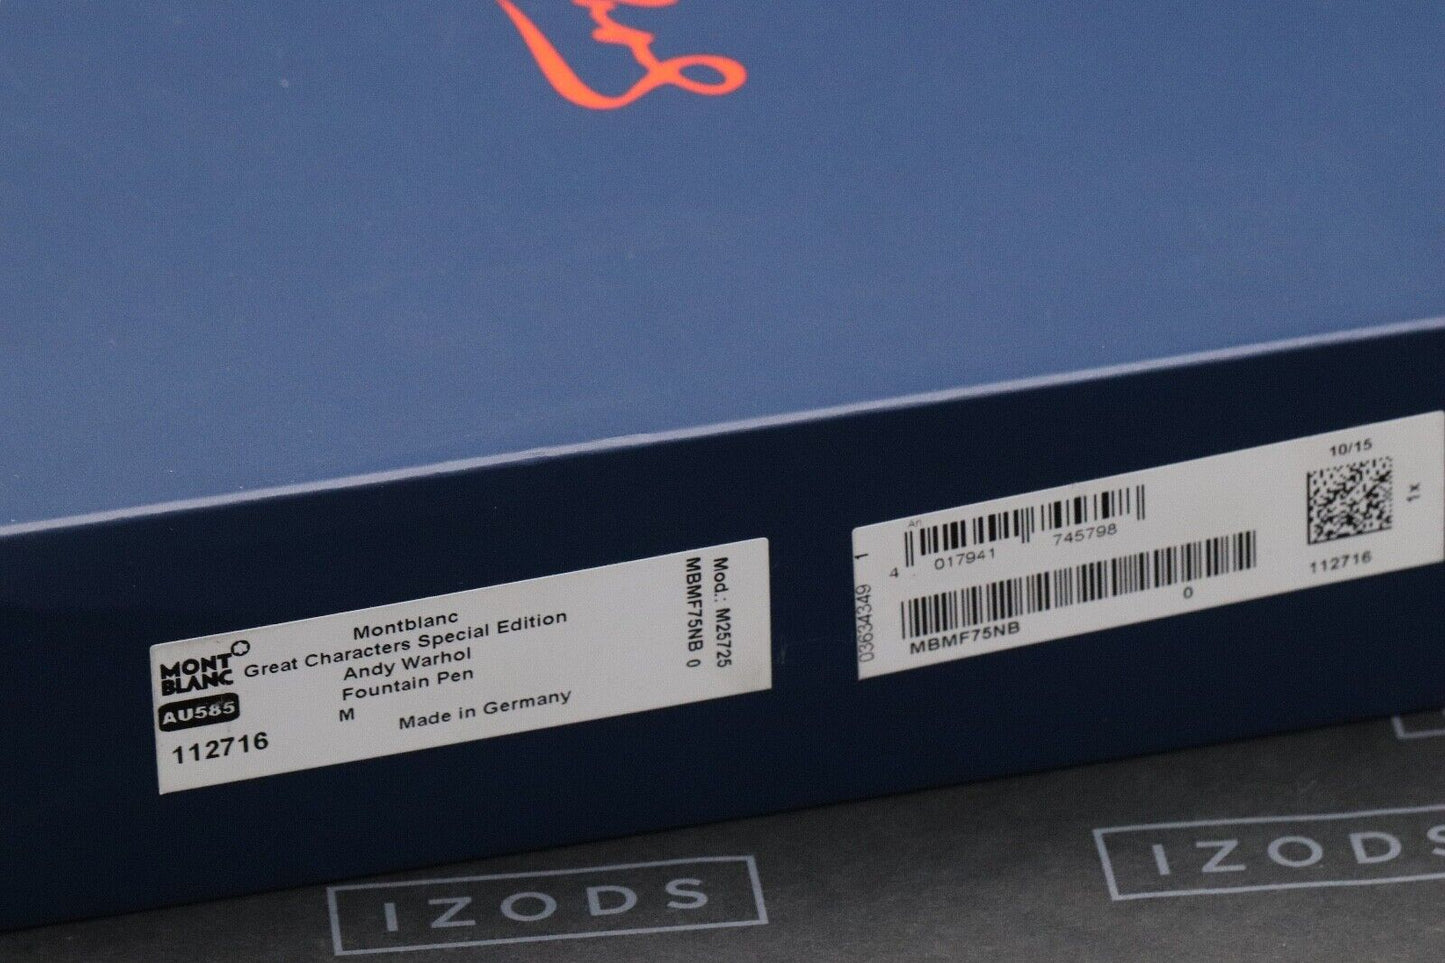 MONT
BLANC
AU585
112716
Montblanc
Great Characters Special Edition
Andy Warhol
Fountain Pen
M
Made in Germany
Mod.: M25725
MBMF75NB 0
03634349 1
Art
4 017941 745798
MBMF75NB
0
10/15
1x
112716
IZODS
IZODS